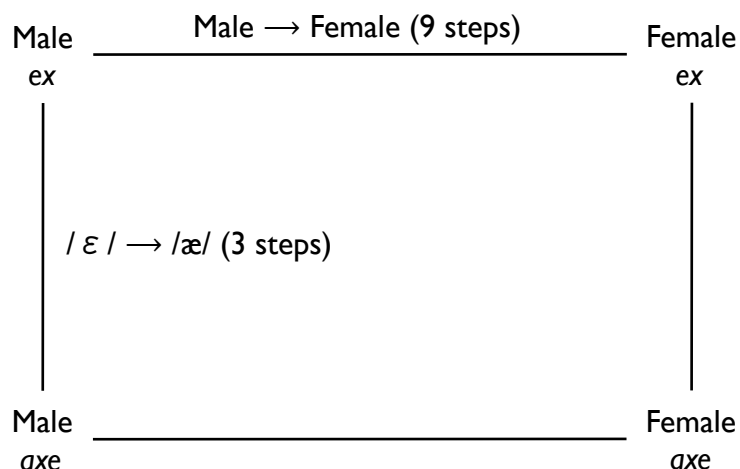 Male
ex
Male → Female (9 steps)
Female
ex
/ ɛ / → /æ/ (3 steps)
Male
axe
Female
axe